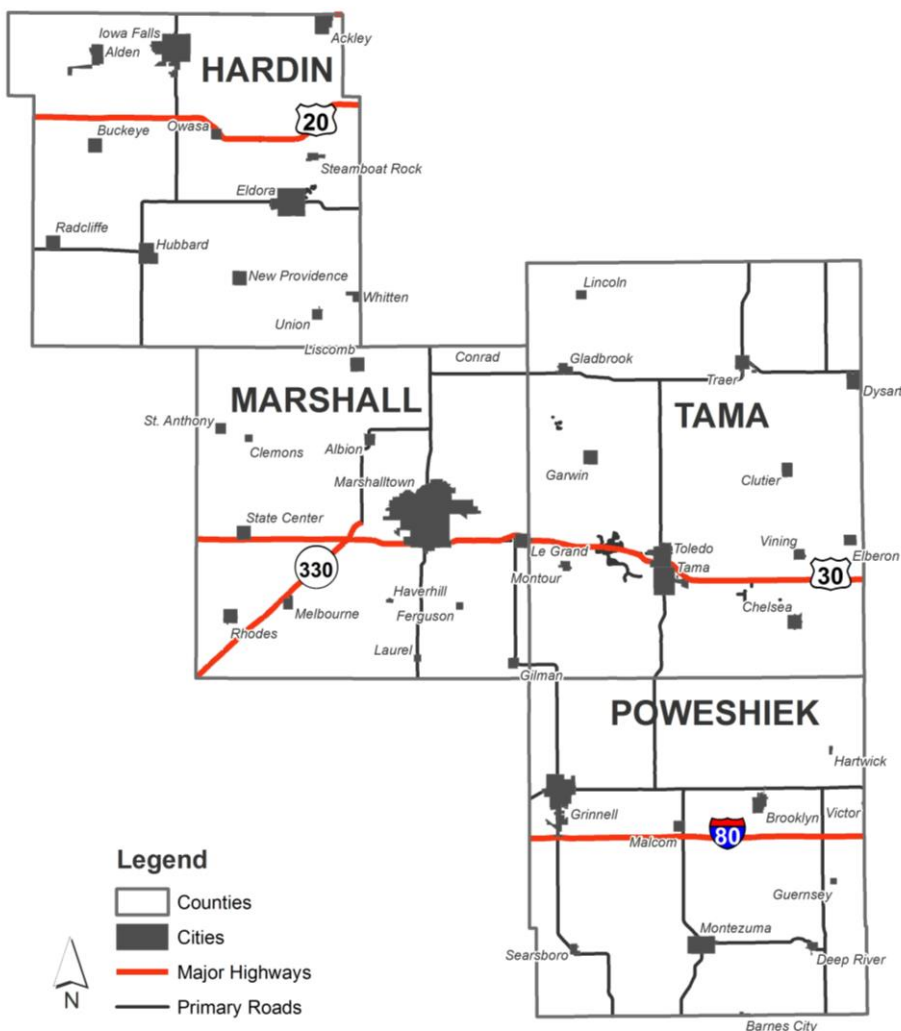 Iowa Falls
Alden
Ackley
HARDIN
20
Buckeye
Owasa
Steamboat Rock
Eldora
Radcliffe
Hubbard
New Providence
Whitten
Union
Lincoln
Liscomb
Conrad
Gladbrook
Traer
Dysart
MARSHALL
TAMA
St. Anthony
Clemons
Albion
Garwin
Clutier
Marshalltown
State Center
Le Grand
Toledo
Vining
Elberon
330
Montour
Tama
30
Haverhill
Chelsea
Melbourne
Ferguson
Rhodes
Laurel
Gilman
POWESHIEK
Hartwick
Grinnell
Brooklyn
Victor
80
Malcom
Legend
Counties
Cities
Major Highways
Primary Roads
N
Guernsey
Montezuma
Searsboro
Deep River
Barnes City